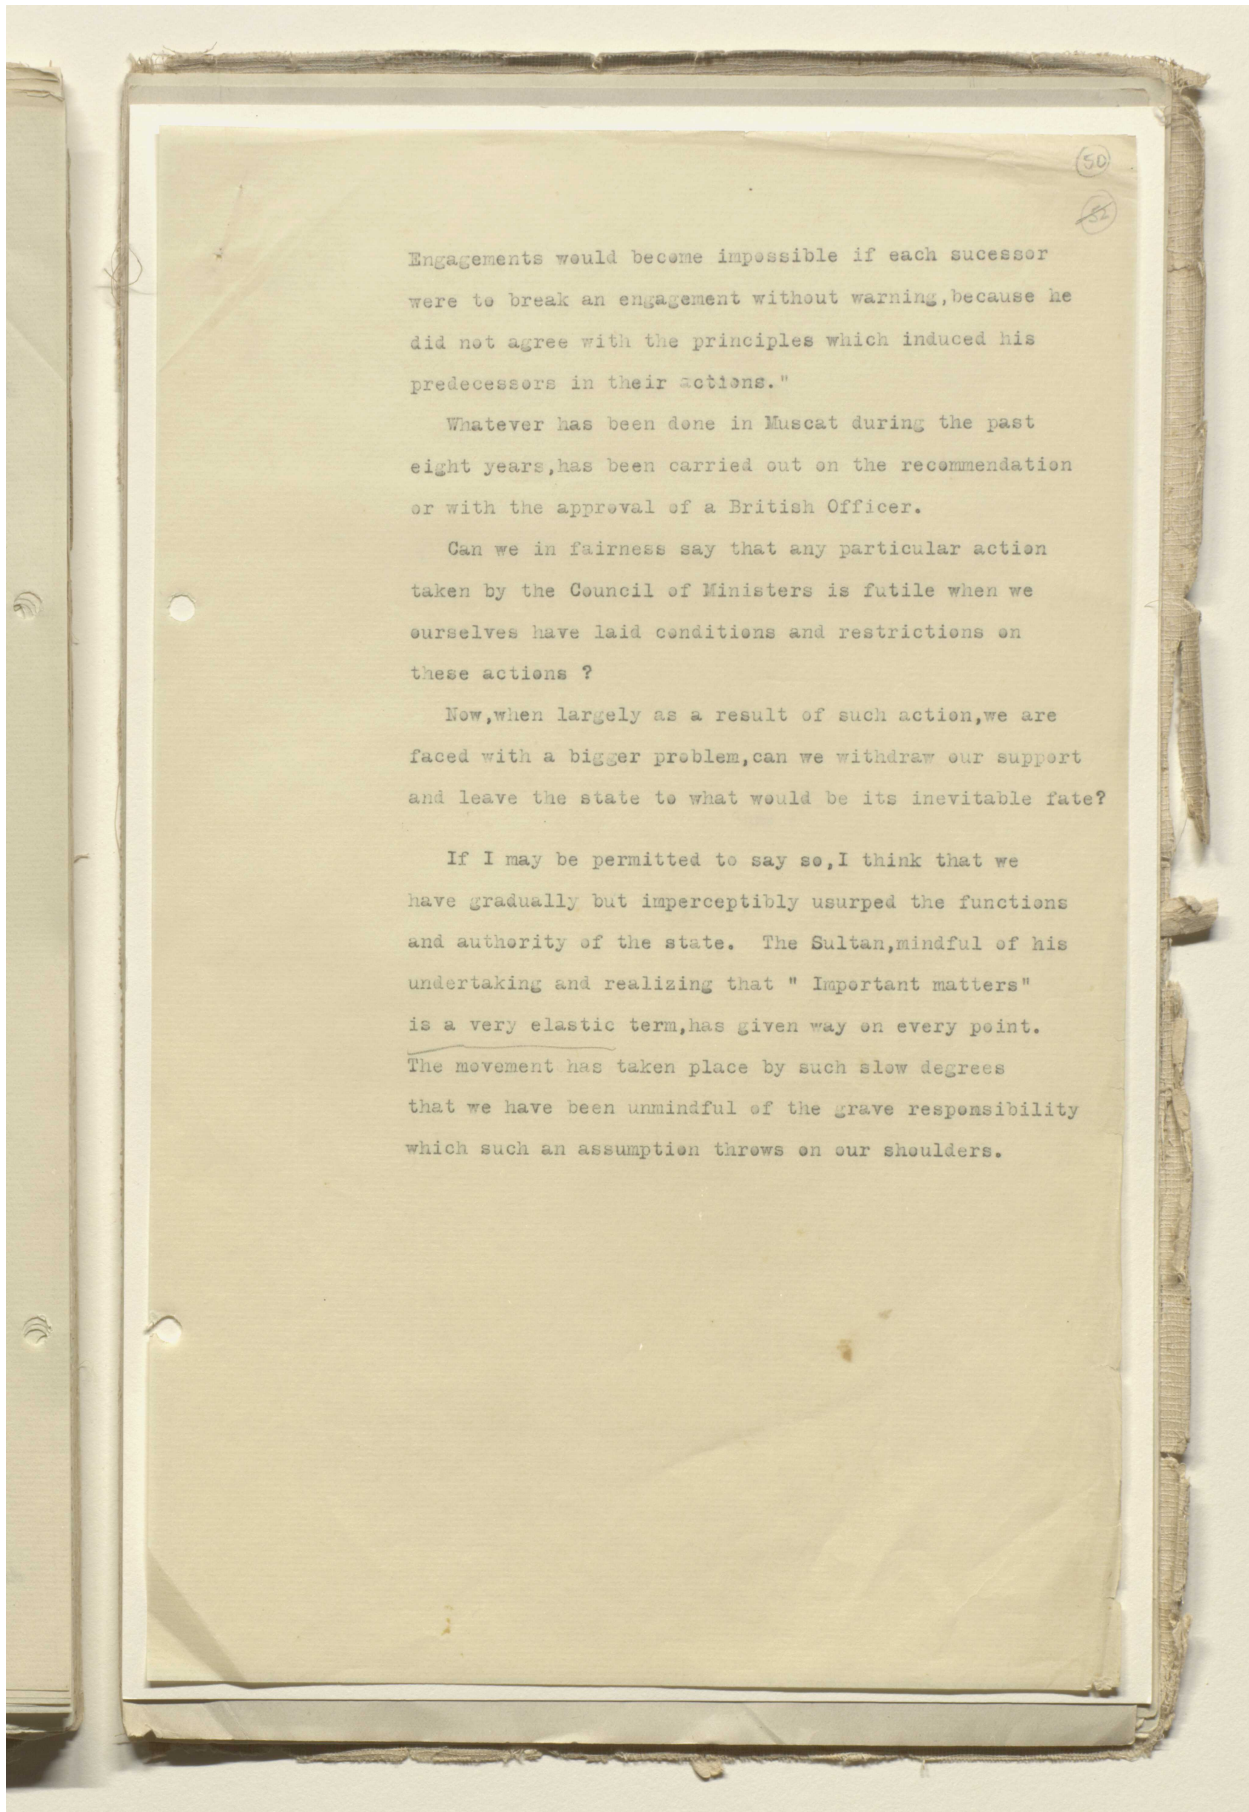 50
52
Engagements would become impossible if each sucessor
were to break an engagement without warning,because he
did not agree with the principles which induced his
predecessors in their actions."
Whatever has been done in Muscat during the past
eight years,has been carried out on the recommendation
or with the approval of a British Officer.
Can we in fairness say that any particular action
taken by the Council of Ministers is futile when we
ourselves have laid conditions and restrictions on
these actions ?
Now,when largely as a result of such action,we are
faced with a bigger problem,can we withdraw our support
and leave the state to what would be its inevitable fate?
If I may be permitted to say so,I think that we
have gradually but imperceptibly usurped the functions
and authority of the state. The Sultan,mindful of his
undertaking and realizing that " Important matters"
is a very elastic term,has given way on every point.
The movement has taken place by such slow degrees
that we have been unmindful of the grave responsibility
which such an assumption throws on our shoulders.